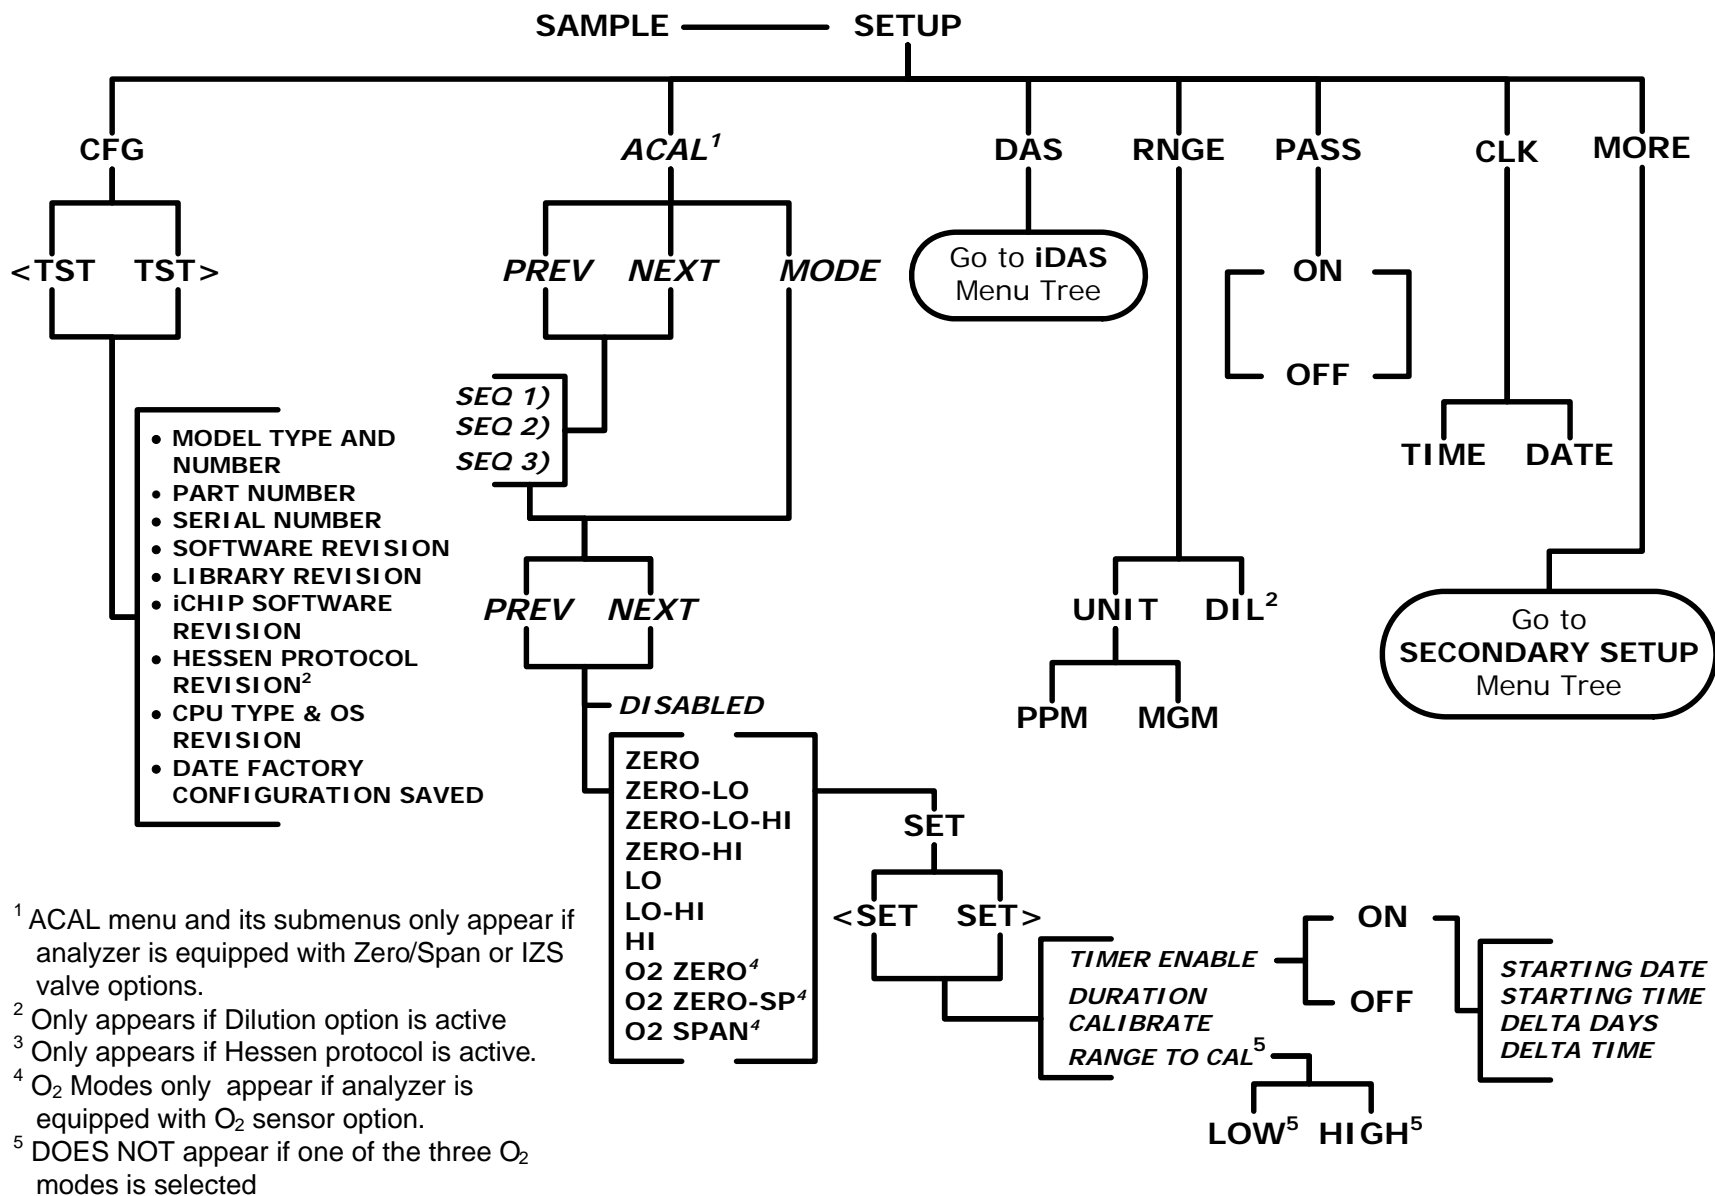 SAMPLE SETUP
CFG ACAL¹ DAS RNGE PASS CLK MORE
<TST TST>
PREV NEXT MODE
Go to iDAS
Menu Tree
ON
OFF
TIME DATE
SEQ 1)
SEQ 2)
SEQ 3)
• MODEL TYPE AND
NUMBER
• PART NUMBER
• SERIAL NUMBER
• SOFTWARE REVISION
• LIBRARY REVISION
• iCHIP SOFTWARE
REVISION
• HESSEN PROTOCOL
REVISION²
• CPU TYPE & OS
REVISION
• DATE FACTORY
CONFIGURATION SAVED
PREV NEXT
UNIT DIL²
PPM MGM
Go to
SECONDARY SETUP
Menu Tree
DISABLED
ZERO
ZERO-LO
ZERO-LO-HI
ZERO-HI
LO
LO-HI
HI
O2 ZERO⁴
O2 ZERO-SP⁴
O2 SPAN⁴
SET
<SET SET>
TIMER ENABLE
DURATION
CALIBRATE
RANGE TO CAL⁵
ON
OFF
STARTING DATE
STARTING TIME
DELTA DAYS
DELTA TIME
LOW⁵ HIGH⁵
¹ ACAL menu and its submenus only appear if
analyzer is equipped with Zero/Span or IZS
valve options.
² Only appears if Dilution option is active
³ Only appears if Hessen protocol is active.
⁴ O₂ Modes only appear if analyzer is
equipped with O₂ sensor option.
⁵ DOES NOT appear if one of the three O₂
modes is selected